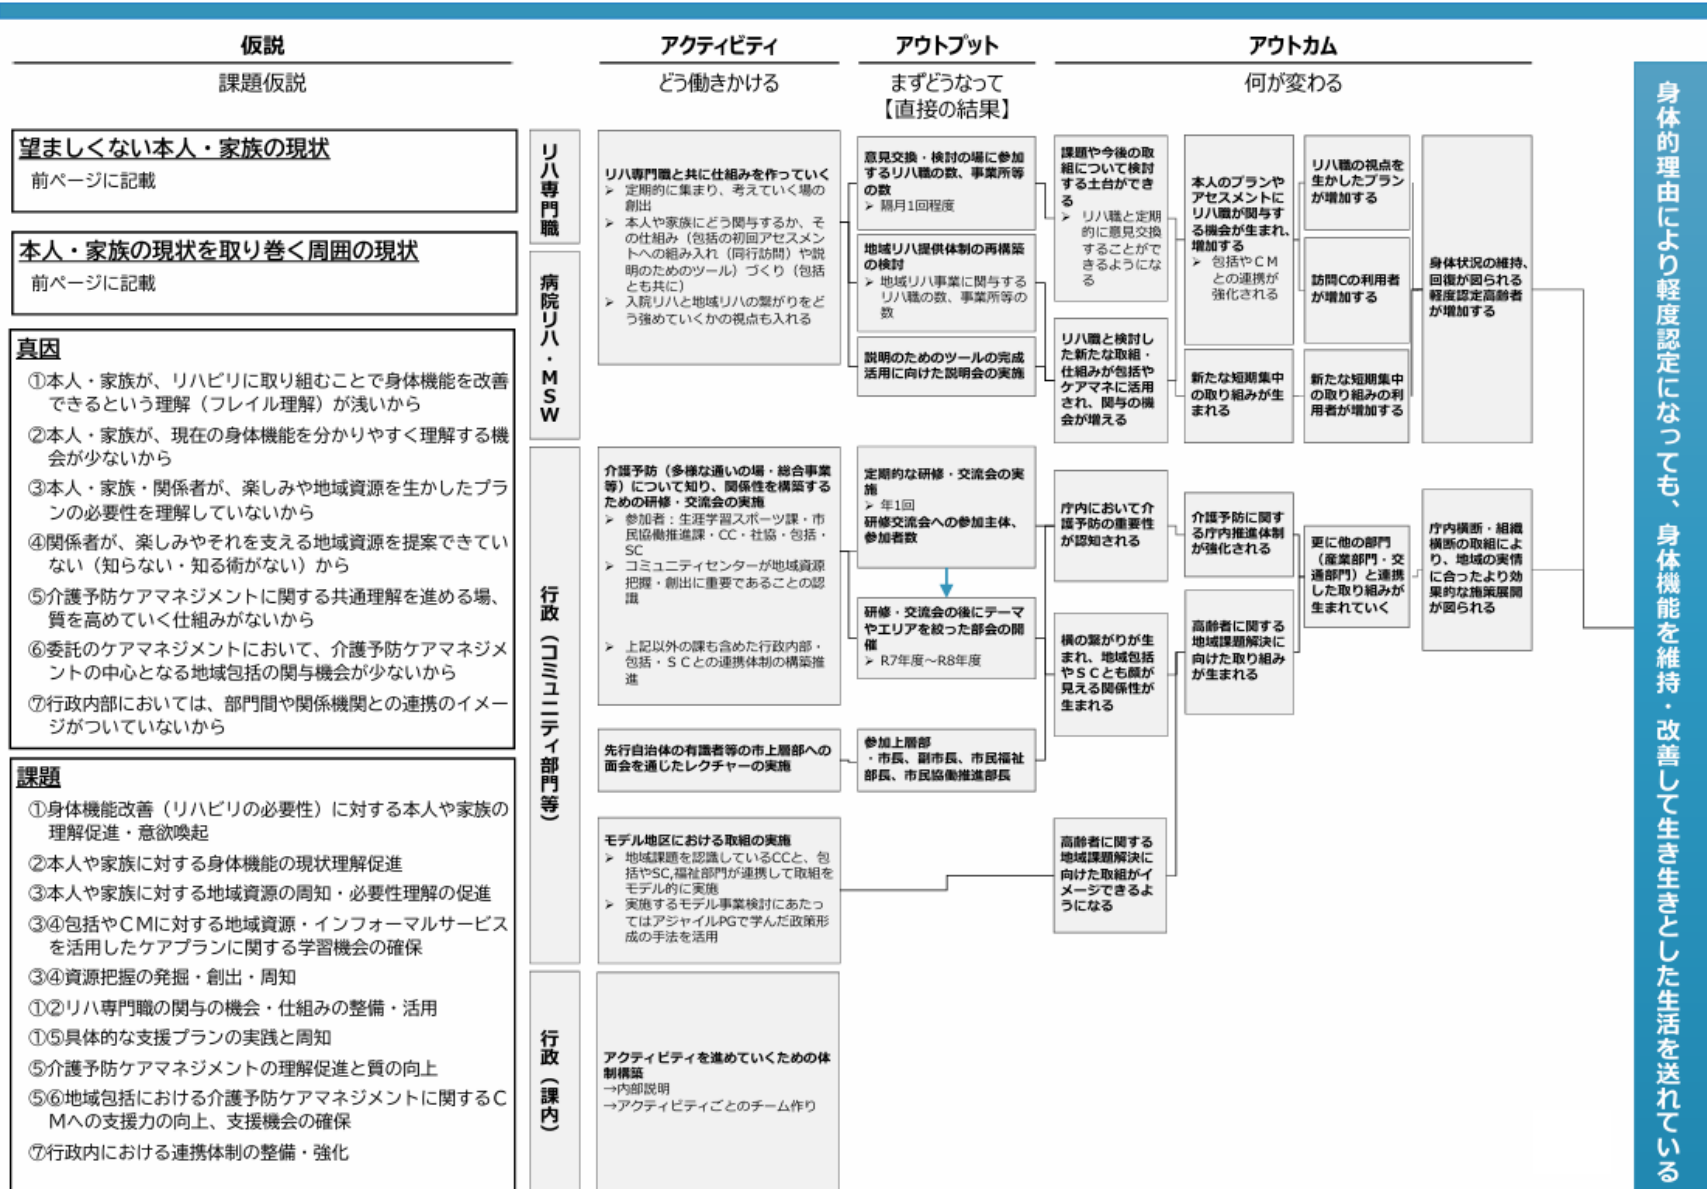 仮説
課題仮説
アクティビティ
どう働きかける
アウトプット
まずどうなって
【直接の結果】
アウトカム
何が変わる
望ましくない本人・家族の現状
前ページに記載
本人・家族の現状を取り巻く周囲の現状
前ページに記載
真因
①本人・家族が、リハビリに取り組むことで身体機能を改善
できるという理解（フレイル理解）が浅いから
②本人・家族が、現在の身体機能を分かりやすく理解する機
会が少ないから
③本人・家族・関係者が、楽しみや地域資源を生かしたプラ
ンの必要性を理解していないから
④関係者が、楽しみやそれを支える地域資源を提案できてい
ない（知らない・知る術がない）から
⑤介護予防ケアマネジメントに関する共通理解を進める場、
質を高めていく仕組みがないから
⑥委託のケアマネジメントにおいて、介護予防ケアマネジメ
ントの中心となる地域包括の関与機会が少ないから
⑦行政内部においては、部門間や関係機関との連携のイメー
ジがついていないから
課題
①身体機能改善（リハビリの必要性）に対する本人や家族の
理解促進・意欲喚起
②本人や家族に対する身体機能の現状理解促進
③本人や家族に対する地域資源の周知・必要性理解の促進
③④包括やＣＭに対する地域資源・インフォーマルサービス
を活用したケアプランに関する学習機会の確保
③④資源把握の発掘・創出・周知
①②リハ専門職の関与の機会・仕組みの整備・活用
①⑤具体的な支援プランの実践と周知
⑤介護予防ケアマネジメントの理解促進と質の向上
⑤⑥地域包括における介護予防ケアマネジメントに関するＣ
Ｍへの支援力の向上、支援機会の確保
⑦行政内における連携体制の整備・強化
リハ専門職
病院リハ・ＭＳＷ
行政（コミュニティ部門等）
行政（課内）
リハ専門職と共に仕組みを作っていく
➢ 定期的に集まり、考えていく場の
創出
➢ 本人や家族にどう関与するか、そ
の仕組み（包括の初回アセスメン
トへの組み入れ（同行訪問）や説
明のためのツール）づくり（包括
とも共に）
➢ 入院リハと地域リハの繋がりをど
う強めていくかの視点も入れる
介護予防（多様な通いの場・総合事業
等）について知り、関係性を構築する
ための研修・交流会の実施
➢ 参加者：生涯学習スポーツ課・市
民協働推進課・CC・社協・包括・
SC
➢ コミュニティセンターが地域資源
把握・創出に重要であることの認
識
➢ 上記以外の課も含めた行政内部・
包括・ＳＣとの連携体制の構築推
進
先行自治体の有識者等の市上層部への
面会を通じたレクチャーの実施
モデル地区における取組の実施
➢ 地域課題を認識しているCCと、包
括やSC,福祉部門が連携して取組を
モデル的に実施
➢ 実施するモデル事業検討にあたっ
てはアジャイルPGで学んだ政策形
成の手法を活用
アクティビティを進めていくための体
制構築
→内部説明
→アクティビティごとのチーム作り
意見交換・検討の場に参加
するリハ職の数、事業所等
の数
➢ 隔月1回程度
地域リハ提供体制の再構築
の検討
➢ 地域リハ事業に関与する
リハ職の数、事業所等の
数
説明のためのツールの完成
活用に向けた説明会の実施
定期的な研修・交流会の実
施
➢ 年1回
研修交流会への参加主体、
参加者数
研修・交流会の後にテーマ
やエリアを絞った部会の開
催
➢ R7年度～R8年度
参加上層部
・市長、副市長、市民福祉
部長、市民協働推進部長
課題や今後の取
組について検討
する土台ができ
る
➢ リハ職と定期
的に意見交換
することがで
きるようにな
る
リハ職と検討し
た新たな取組・
仕組みが包括や
ケアマネに活用
され、関与の機
会が増える
庁内において介
護予防の重要性
が認知される
横の繋がりが生
まれ、地域包括
やＳＣとも顔が
見える関係性が
生まれる
高齢者に関する
地域課題解決に
向けた取組がイ
メージできるよ
うになる
本人のプランや
アセスメントに
リハ職が関与す
る機会が生まれ、
増加する
➢ 包括やＣＭ
との連携が
強化される
新たな短期集中
の取り組みが生
まれる
介護予防に関す
る庁内推進体制
が強化される
高齢者に関する
地域課題解決に
向けた取り組み
が生まれる
リハ職の視点を
生かしたプラン
が増加する
訪問Cの利用者
が増加する
新たな短期集中
の取り組みの利
用者が増加する
更に他の部門
（産業部門・交
通部門）と連携
した取り組みが
生まれていく
身体状況の維持、
回復が図られる
軽度認定高齢者
が増加する
庁内横断・組織
横断の取組によ
り、地域の実情
に合ったより効
果的な施策展開
が図られる
身体的理由により軽度認定になっても、身体機能を維持・改善して生き生きとした生活を送れている